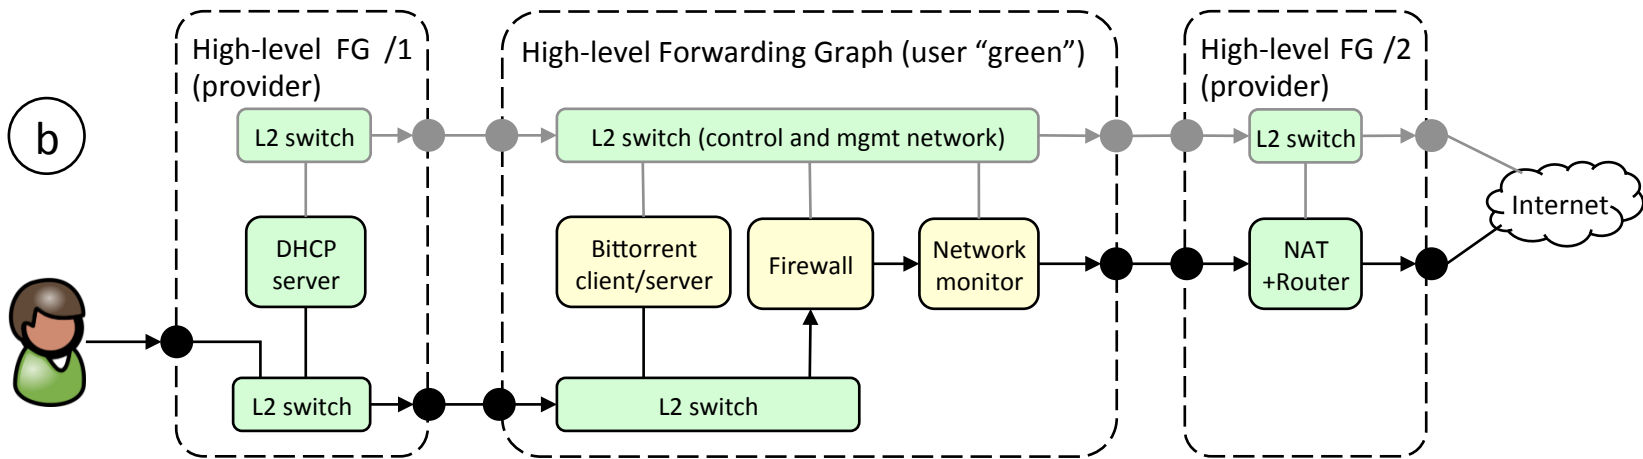 b
High-level FG /1
(provider)
L2 switch
DHCP
server
L2 switch
High-level Forwarding Graph (user “green”)
L2 switch (control and mgmt network)
Bittorrent
client/server
Firewall
Network
monitor
L2 switch
High-level FG /2
(provider)
L2 switch
NAT
+Router
Internet